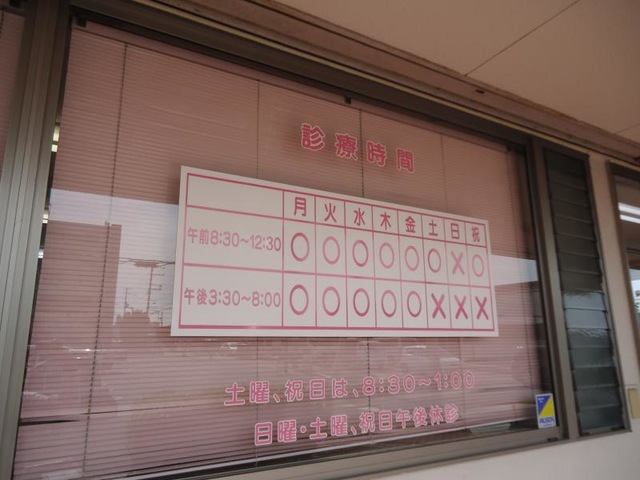 診療時間
月 火 水 木 金 土 日 祝
午前8:30～12:30 ○ ○ ○ ○ ○ ○ × ○
午後3:30～8:00 ○ ○ ○ ○ ○ × × ×
土曜、祝日は、8:30～1:00
日曜・土曜、祝日午後休診